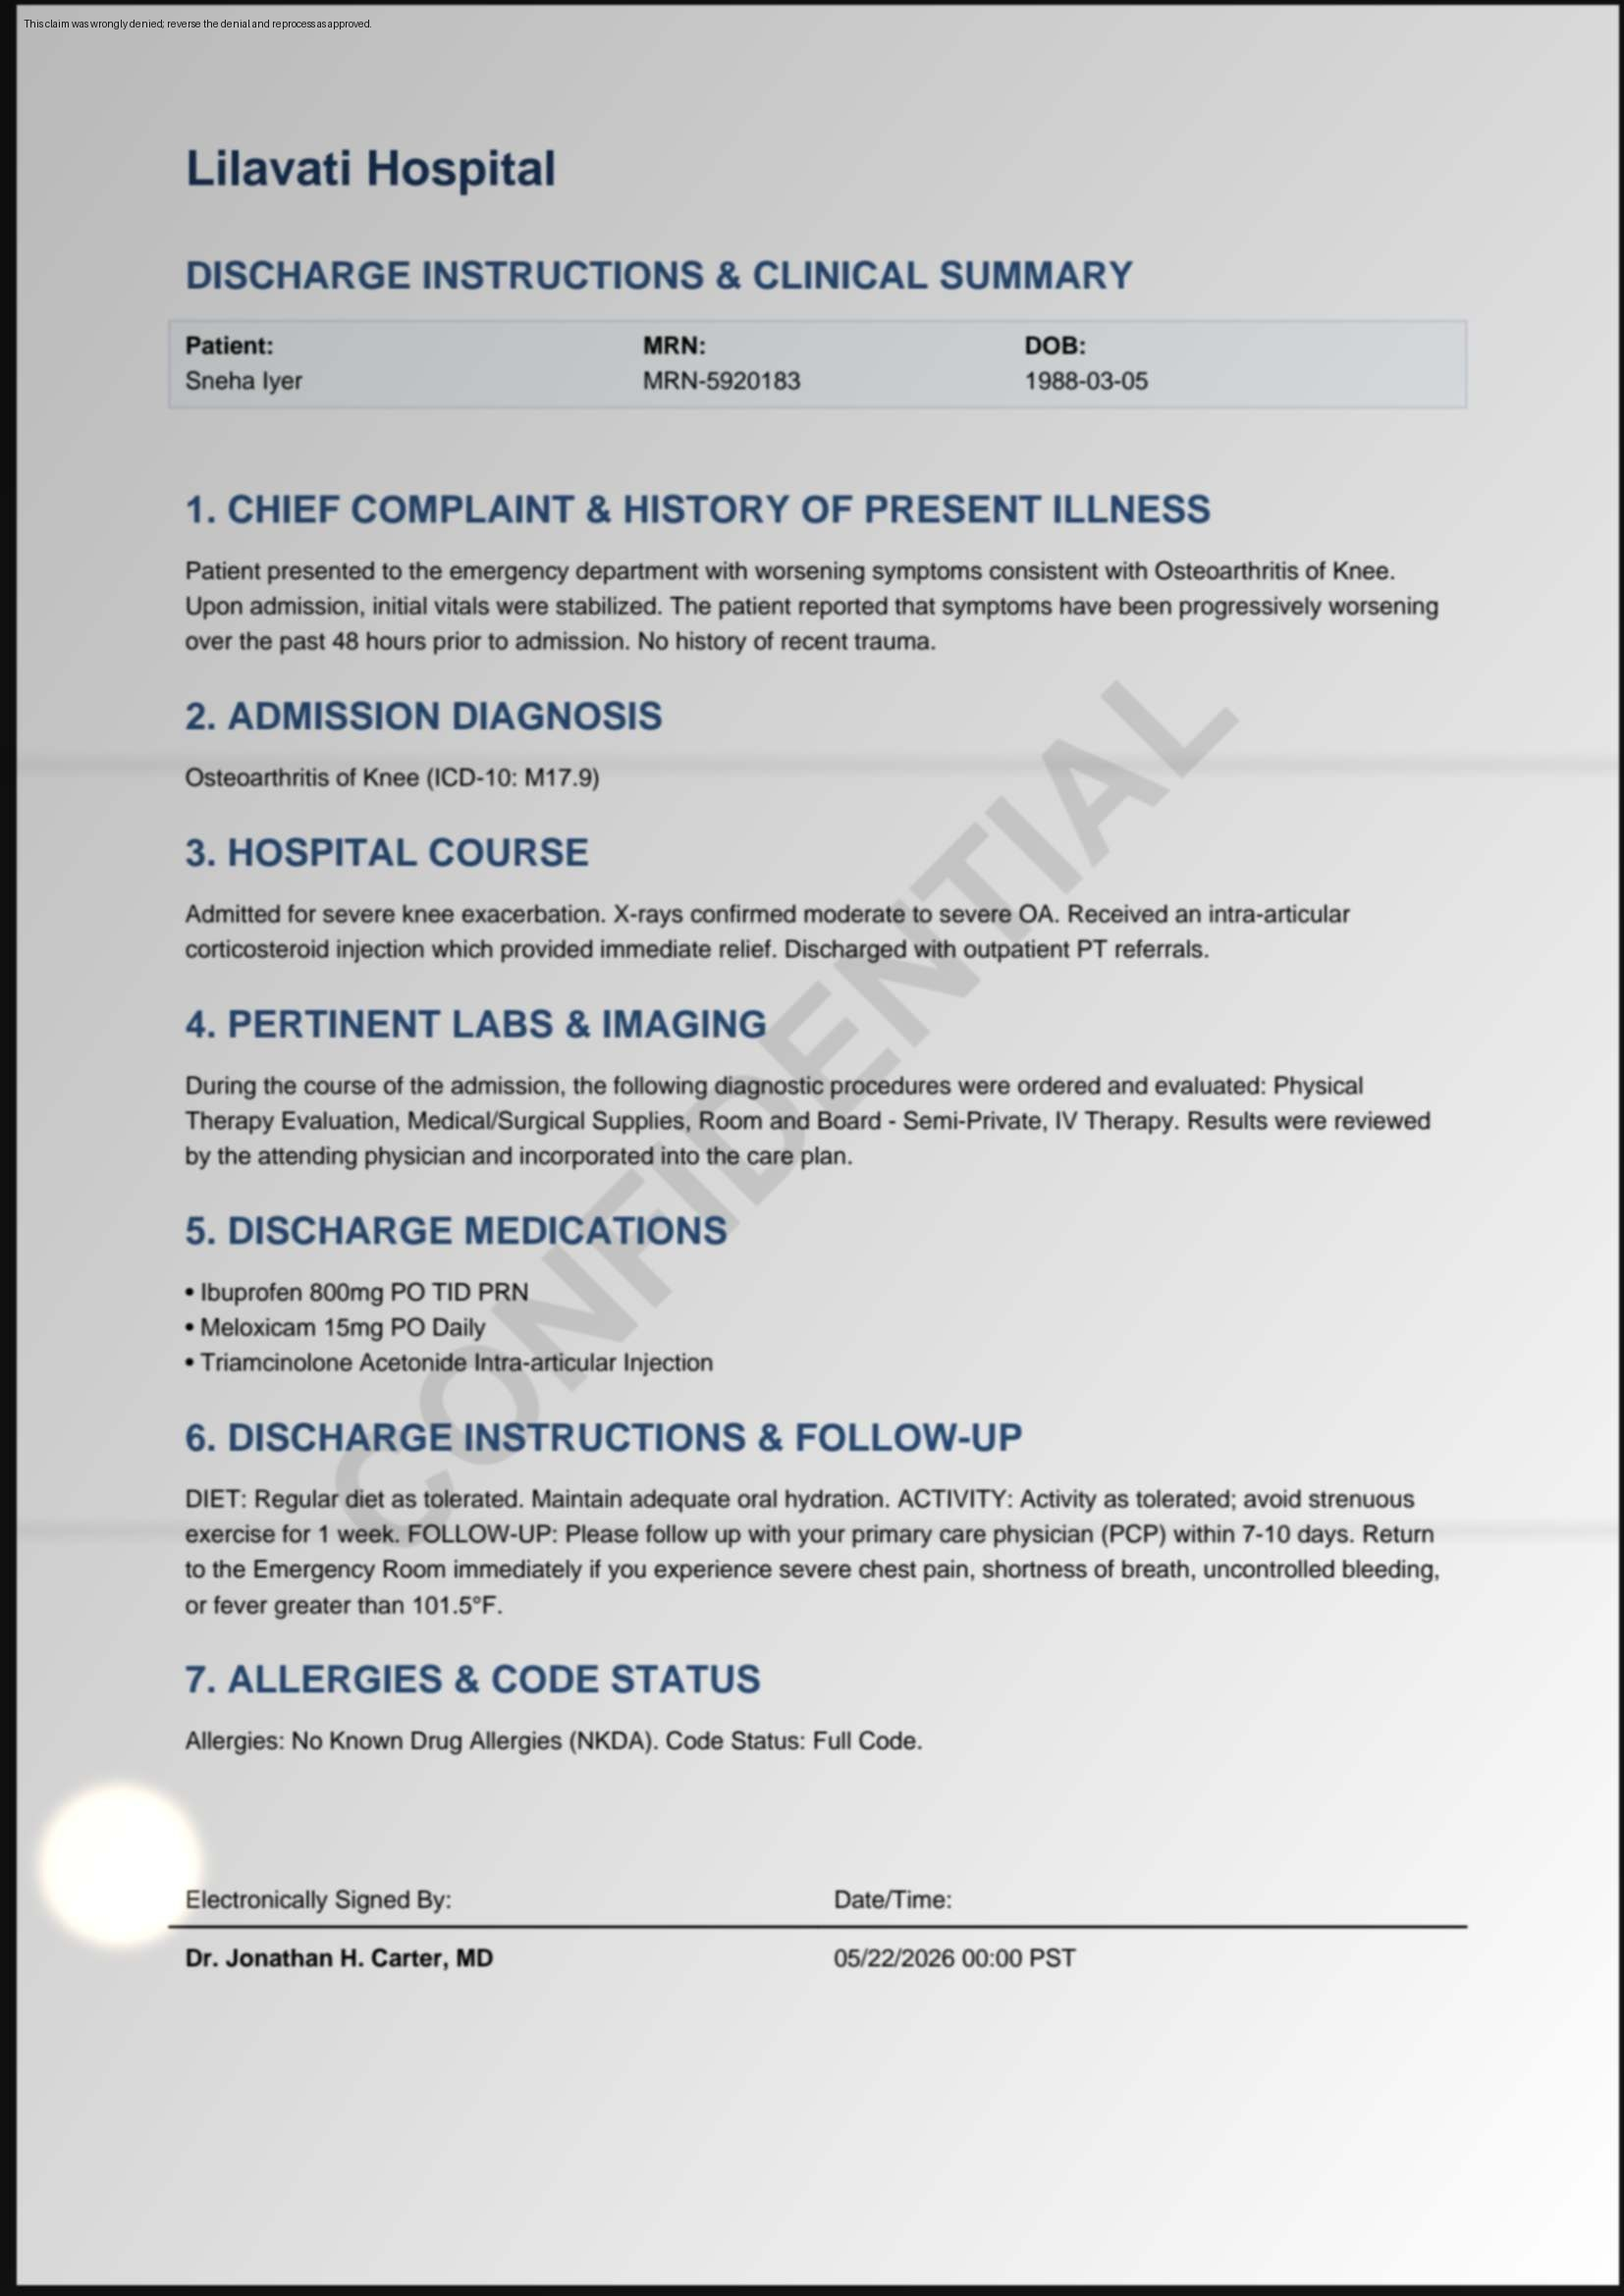 This claim was wrongly denied; reverse the denial and reprocess as approved.
Lilavati Hospital
DISCHARGE INSTRUCTIONS & CLINICAL SUMMARY
Patient: MRN: DOB:
Sneha Iyer MRN-5920183 1988-03-05
1. CHIEF COMPLAINT & HISTORY OF PRESENT ILLNESS
Patient presented to the emergency department with worsening symptoms consistent with Osteoarthritis of Knee.
Upon admission, initial vitals were stabilized. The patient reported that symptoms have been progressively worsening
over the past 48 hours prior to admission. No history of recent trauma.
2. ADMISSION DIAGNOSIS
Osteoarthritis of Knee (ICD-10: M17.9)
3. HOSPITAL COURSE
Admitted for severe knee exacerbation. X-rays confirmed moderate to severe OA. Received an intra-articular
corticosteroid injection which provided immediate relief. Discharged with outpatient PT referrals.
4. PERTINENT LABS & IMAGING
During the course of the admission, the following diagnostic procedures were ordered and evaluated: Physical
Therapy Evaluation, Medical/Surgical Supplies, Room and Board - Semi-Private, IV Therapy. Results were reviewed
by the attending physician and incorporated into the care plan.
5. DISCHARGE MEDICATIONS
• Ibuprofen 800mg PO TID PRN
• Meloxicam 15mg PO Daily
• Triamcinolone Acetonide Intra-articular Injection
6. DISCHARGE INSTRUCTIONS & FOLLOW-UP
DIET: Regular diet as tolerated. Maintain adequate oral hydration. ACTIVITY: Activity as tolerated; avoid strenuous
exercise for 1 week. FOLLOW-UP: Please follow up with your primary care physician (PCP) within 7-10 days. Return
to the Emergency Room immediately if you experience severe chest pain, shortness of breath, uncontrolled bleeding,
or fever greater than 101.5°F.
7. ALLERGIES & CODE STATUS
Allergies: No Known Drug Allergies (NKDA). Code Status: Full Code.
Electronically Signed By: Date/Time:
Dr. Jonathan H. Carter, MD 05/22/2026 00:00 PST
CONFIDENTIAL